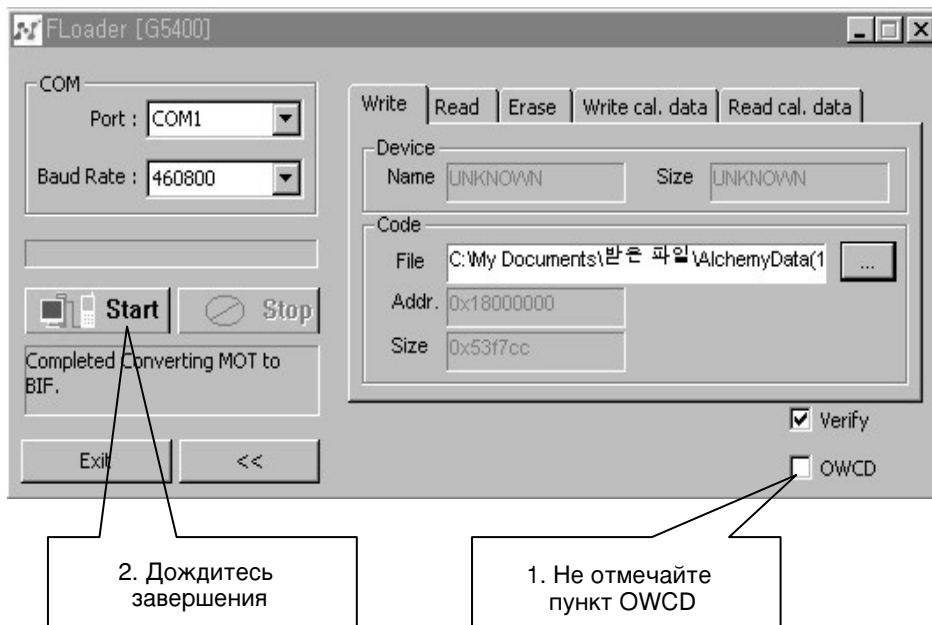 FLoader [G5400]
COM
Port : COM1
Baud Rate : 460800
Start Stop
Completed Converting MOT to
BIF.
Exit <<
Write Read Erase Write cal. data Read cal. data
Device
Name UNKNOWN Size UNKNOWN
Code
File C:\My Documents\받은 파일\AlchemyData(1 ...
Addr. 0x18000000
Size 0x53f7cc
Verify
OWCD
2. Дождитесь
завершения
1. Не отмечайте
пункт OWCD